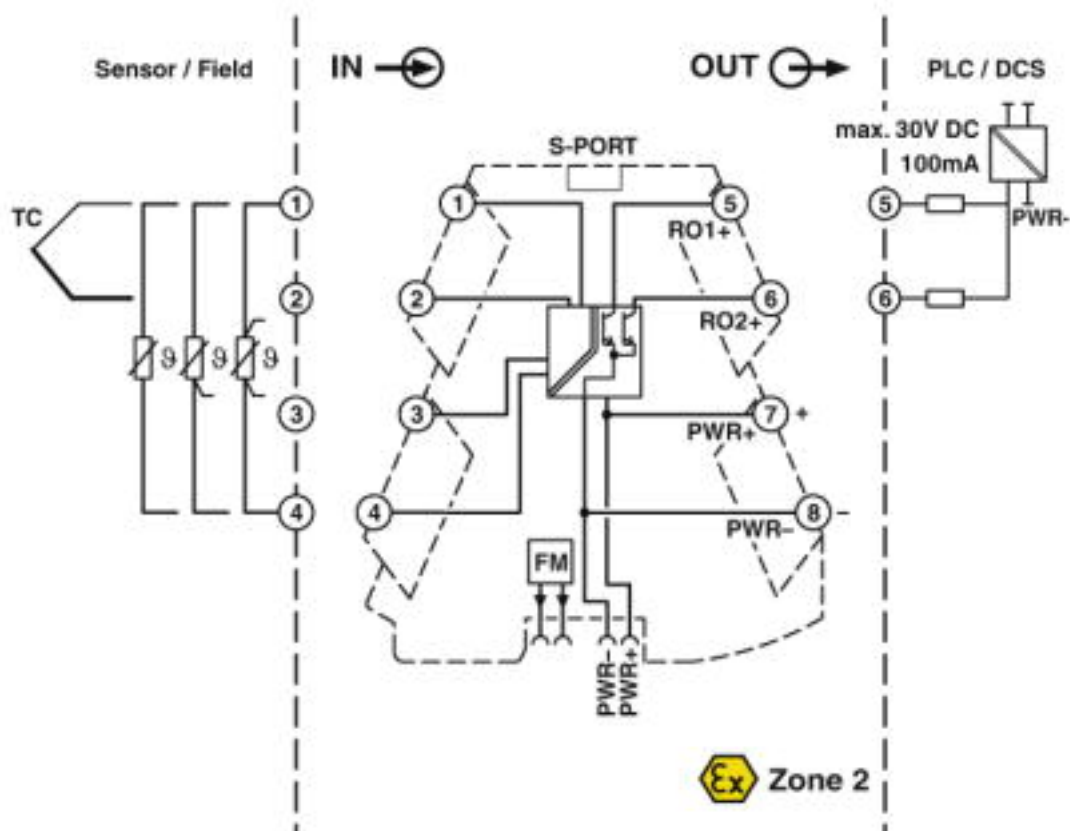 Sensor / Field
IN
OUT
PLC / DCS
max. 30V DC
100mA
S-PORT
TC
1
1
5
5
PWR-
RO1+
2
2
6
6
RO2+
ϑ
ϑ
ϑ
3
3
7
+
PWR+
4
4
8
–
PWR–
FM
PWR–
PWR+
Ex
Zone 2